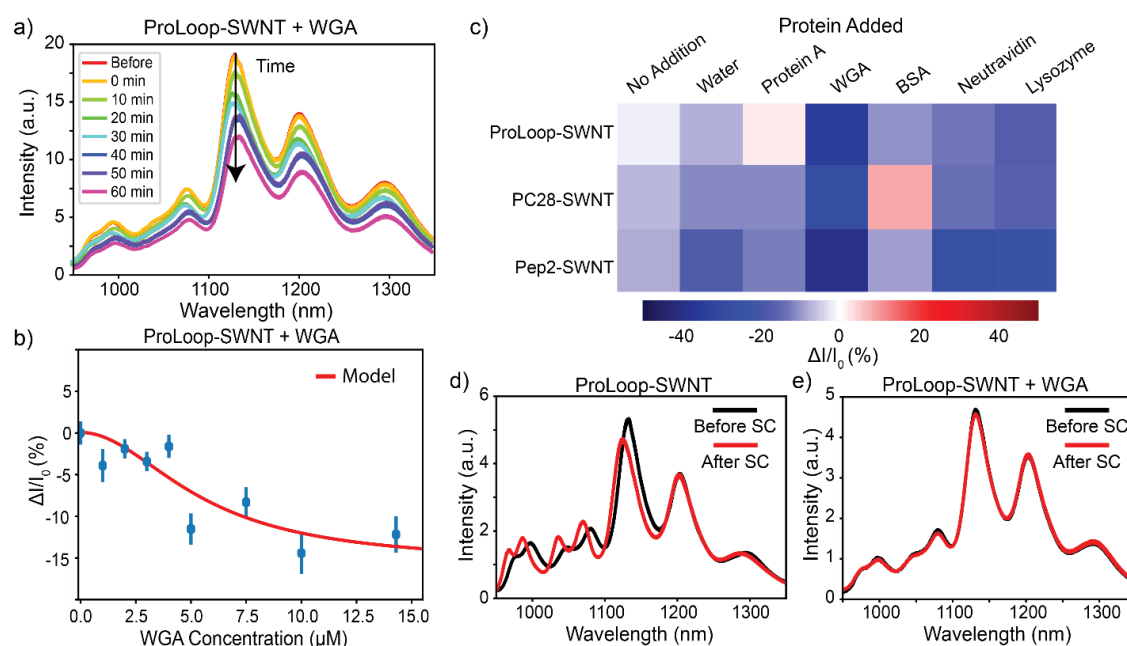 a)
ProLoop-SWNT + WGA
Intensity (a.u.)
20
15
10
5
0
Before
0 min
10 min
20 min
30 min
40 min
50 min
60 min
Time
1000
1100
1200
1300
Wavelength (nm)
b)
ProLoop-SWNT + WGA
ΔI/I₀ (%)
5
0
-5
-10
-15
Model
0.0
2.5
5.0
7.5
10.0
12.5
15.0
WGA Concentration (µM)
c)
Protein Added
No Addition
Water
Protein A
WGA
BSA
Neutravidin
Lysozyme
ProLoop-SWNT
PC28-SWNT
Pep2-SWNT
-40
-20
0
20
40
ΔI/I₀ (%)
d)
ProLoop-SWNT
Intensity (a.u.)
6
4
2
0
Before SC
After SC
1000
1100
1200
1300
Wavelength (nm)
e)
ProLoop-SWNT + WGA
Intensity (a.u.)
5
4
3
2
1
0
Before SC
After SC
1000
1100
1200
1300
Wavelength (nm)